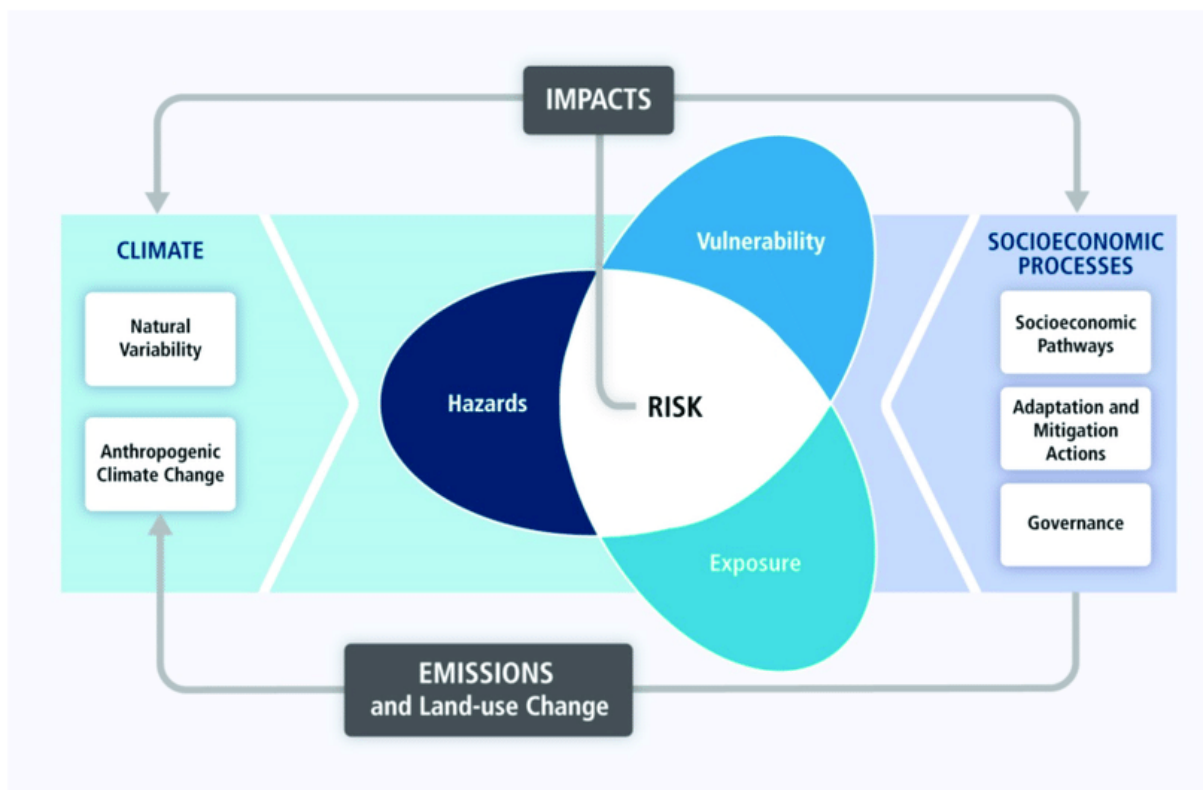 IMPACTS
CLIMATE
Natural
Variability
Anthropogenic
Climate Change
Vulnerability
Hazards
RISK
Exposure
SOCIOECONOMIC
PROCESSES
Socioeconomic
Pathways
Adaptation and
Mitigation
Actions
Governance
EMISSIONS
and Land-use Change